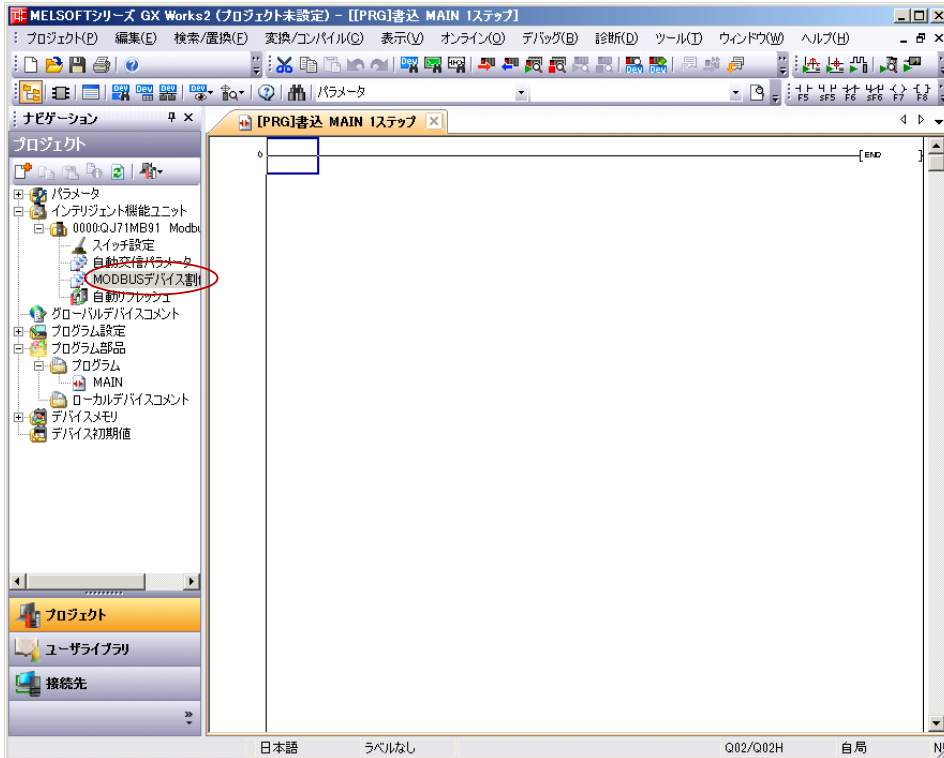 MELSOFTシリーズ GX Works2 (プロジェクト未設定) - [[PRG]書込 MAIN 1ステップ]
プロジェクト(P) 編集(E) 検索/置換(F) 変換/コンパイル(C) 表示(V) オンライン(O) デバッグ(B) 診断(D) ツール(T) ウィンドウ(W) ヘルプ(H)
パラメータ
F5 sF5 F6 sF6 F7 F8
ナビゲーション
[PRG]書込 MAIN 1ステップ
プロジェクト
0
END
パラメータ
インテリジェント機能ユニット
0000:QJ71MB91 Modbu
スイッチ設定
自動交信パラメータ
MODBUSデバイス割
自動リフレッシュ
グローバルデバイスコメント
プログラム設定
プログラム部品
プログラム
MAIN
ローカルデバイスコメント
デバイスメモリ
デバイス初期値
プロジェクト
ユーザライブラリ
接続先
日本語 ラベルなし Q02/Q02H 自局